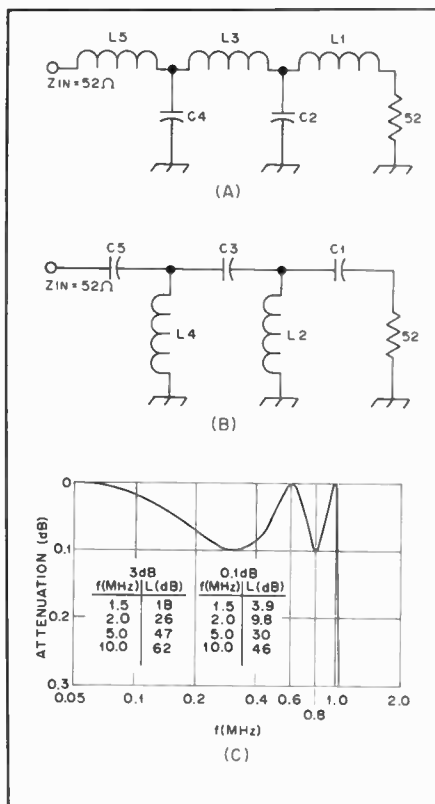 L5 L3 L1
ZIN = 52Ω
C4 C2 52
(A)
C5 C3 C1
ZIN = 52Ω
L4 L2 52
(B)
ATTENUATION (dB)
0
0.1
0.2
0.3
3dB 0.1dB
f(MHz) L(dB) f(MHz) L(dB)
1.5 18 1.5 3.9
2.0 26 2.0 9.8
5.0 47 5.0 30
10.0 62 10.0 46
0.05 0.1 0.2 0.4 0.6 0.8 1.0 2.0
f(MHz)
(C)